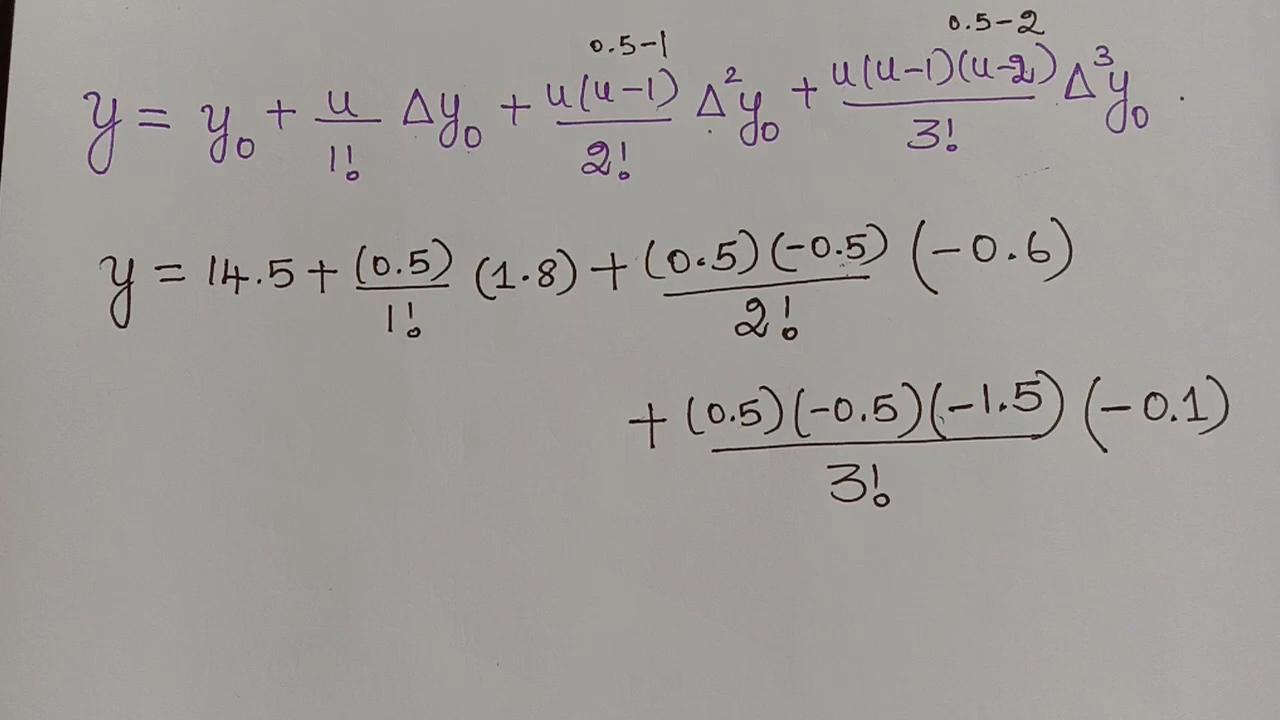 0.5-1 0.5-2
y = y₀ + u/1! Δy₀ + u(u-1)/2! Δ²y₀ + u(u-1)(u-2)/3! Δ³y₀ .
y = 14.5 + (0.5)/1! (1.8) + (0.5)(-0.5)/2! (-0.6)
+ (0.5)(-0.5)(-1.5)/3! (-0.1)